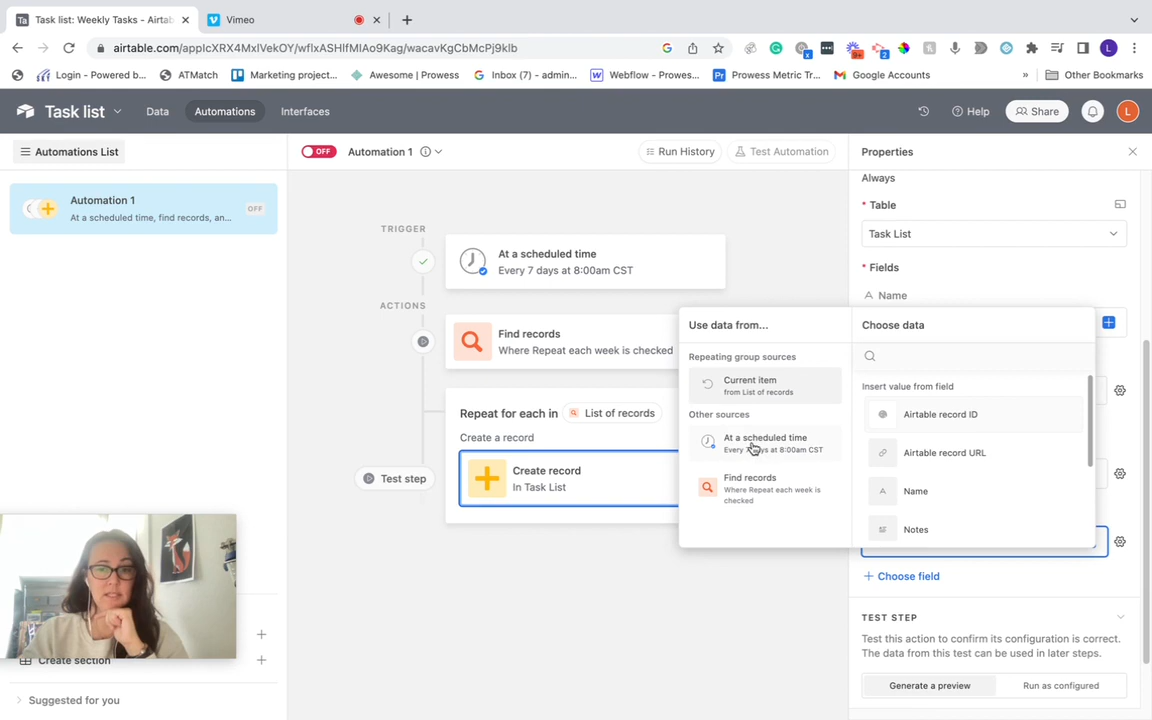 Task list: Weekly Tasks - Airtab
Vimeo
airtable.com/appIcXRX4MxlVekOY/wflxASHlfMIAo9Kag/wacavKgCbMcPj9klb
Login - Powered b...
ATMatch
Marketing project...
Awesome | Prowess
Inbox (7) - admin...
Webflow - Prowes...
Prowess Metric Tr...
Google Accounts
»
Other Bookmarks
Task list
Data
Automations
Interfaces
Help
Share
L
Automations List
OFF
Automation 1
Run History
Test Automation
Properties
Automation 1
At a scheduled time, find records, an...
OFF
TRIGGER
At a scheduled time
Every 7 days at 8:00am CST
ACTIONS
Find records
Where Repeat each week is checked
Repeat for each in
List of records
Create a record
Test step
Create record
In Task List
Always
* Table
Task List
* Fields
Name
Use data from...
Repeating group sources
Current item
from List of records
Other sources
At a scheduled time
Every 7 days at 8:00am CST
Find records
Where Repeat each week is
checked
Choose data
Insert value from field
Airtable record ID
Airtable record URL
Name
Notes
+ Choose field
TEST STEP
Test this action to confirm its configuration is correct.
The data from this test can be used in later steps.
Generate a preview
Run as configured
Create section
Suggested for you